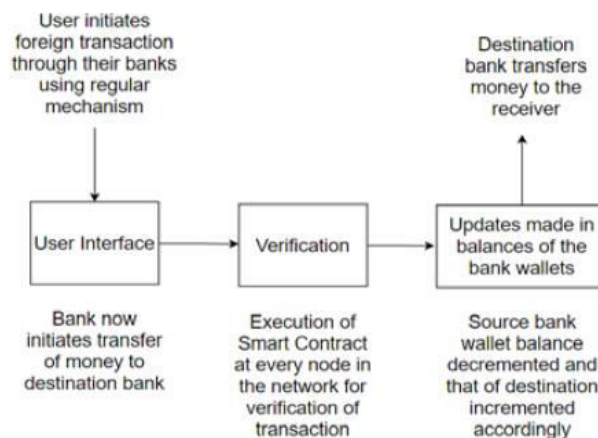 User initiates
foreign transaction
through their banks
using regular
mechanism
Destination
bank transfers
money to the
receiver
User Interface
Verification
Updates made in
balances of the
bank wallets
Bank now
initiates transfer
of money to
destination bank
Execution of
Smart Contract
at every node in
the network for
verification of
transaction
Source bank
wallet balance
decremented and
that of destination
incremented
accordingly